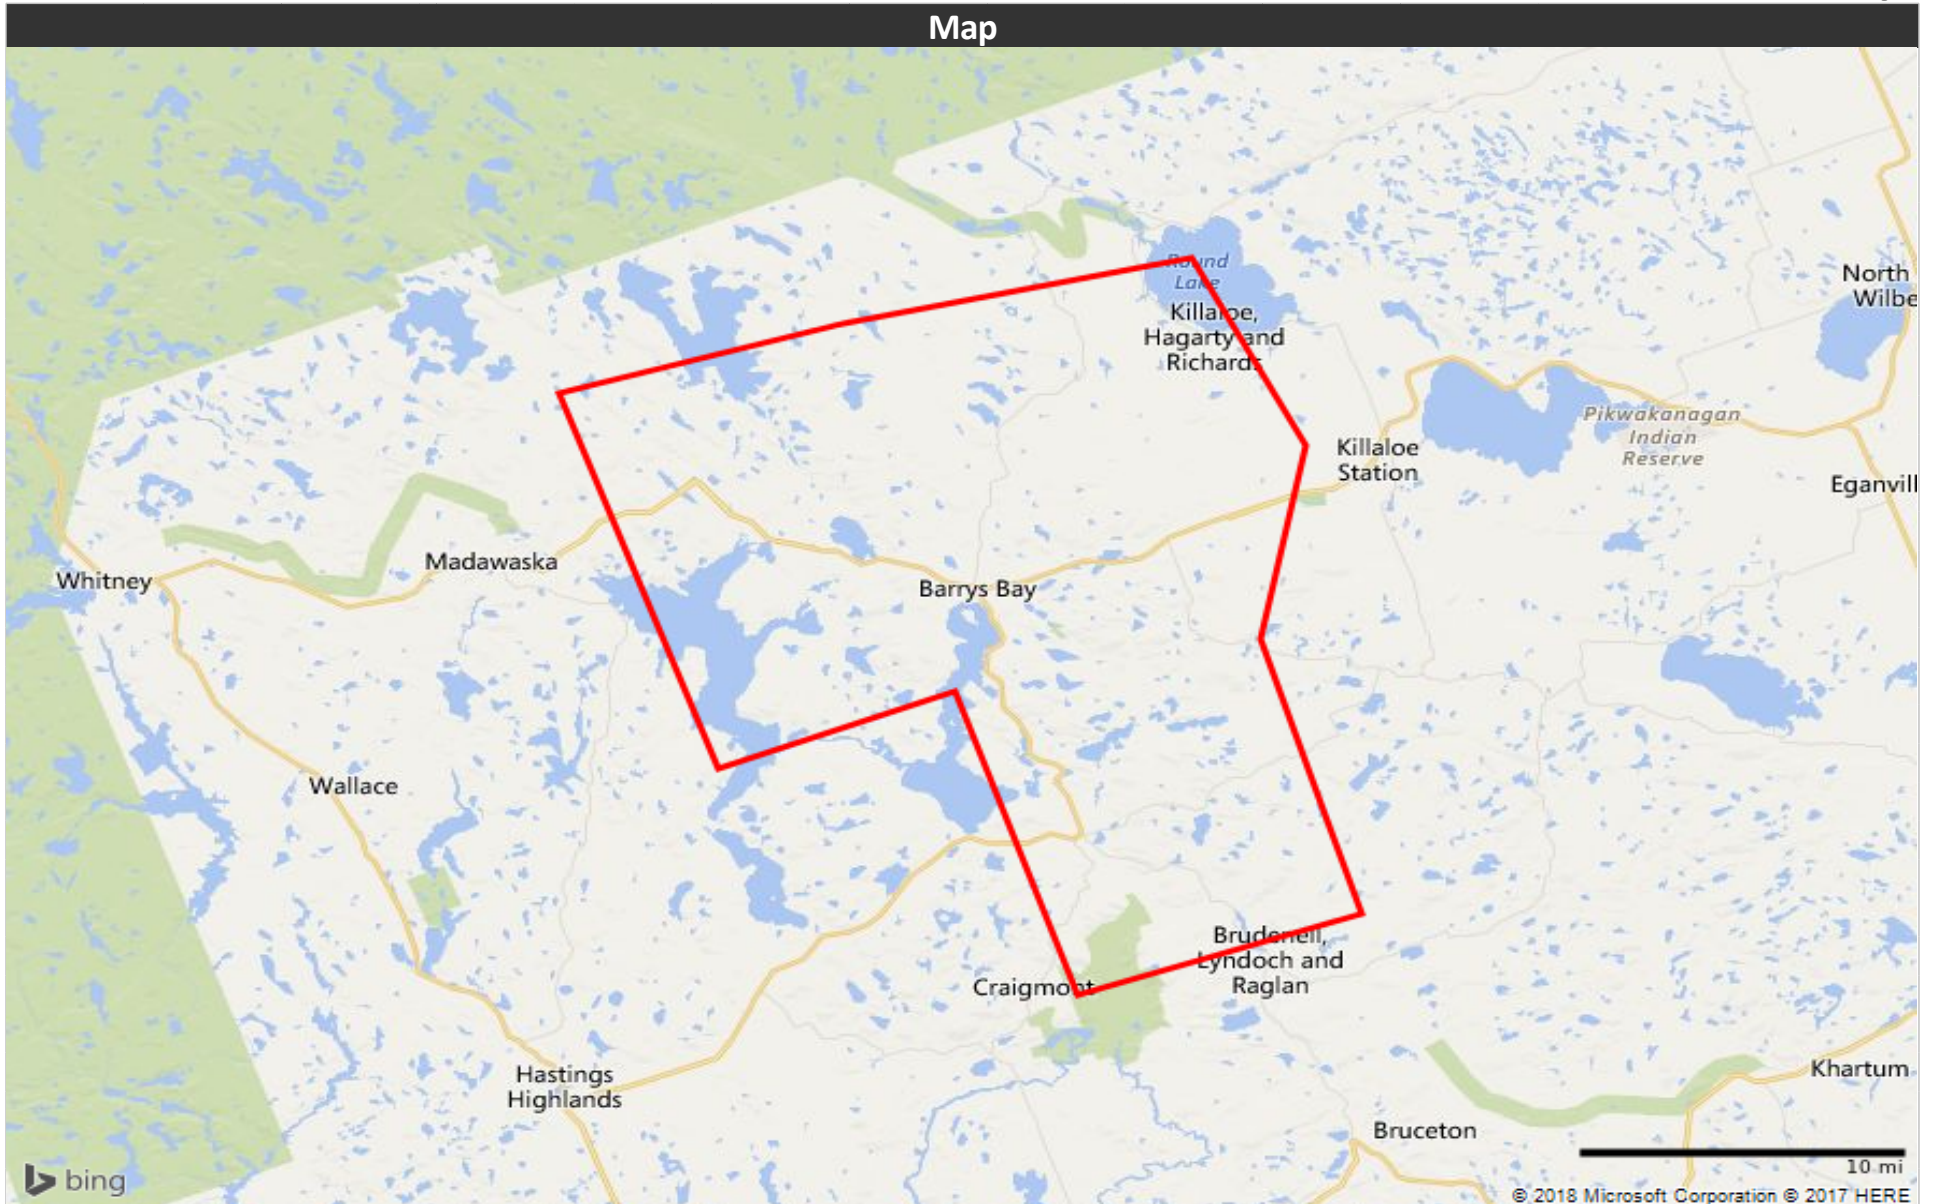 Map
Round
Lake
Killaloe,
Hagarty and
Richards
North
Wilbe
Pikwakanagan
Indian
Reserve
Killaloe
Station
Eganvill
Madawaska
Whitney
Barrys Bay
Wallace
Brudenell,
Lyndoch and
Raglan
Craigmont
Hastings
Highlands
Khartum
Bruceton
10 mi
bing
© 2018 Microsoft Corporation © 2017 HERE